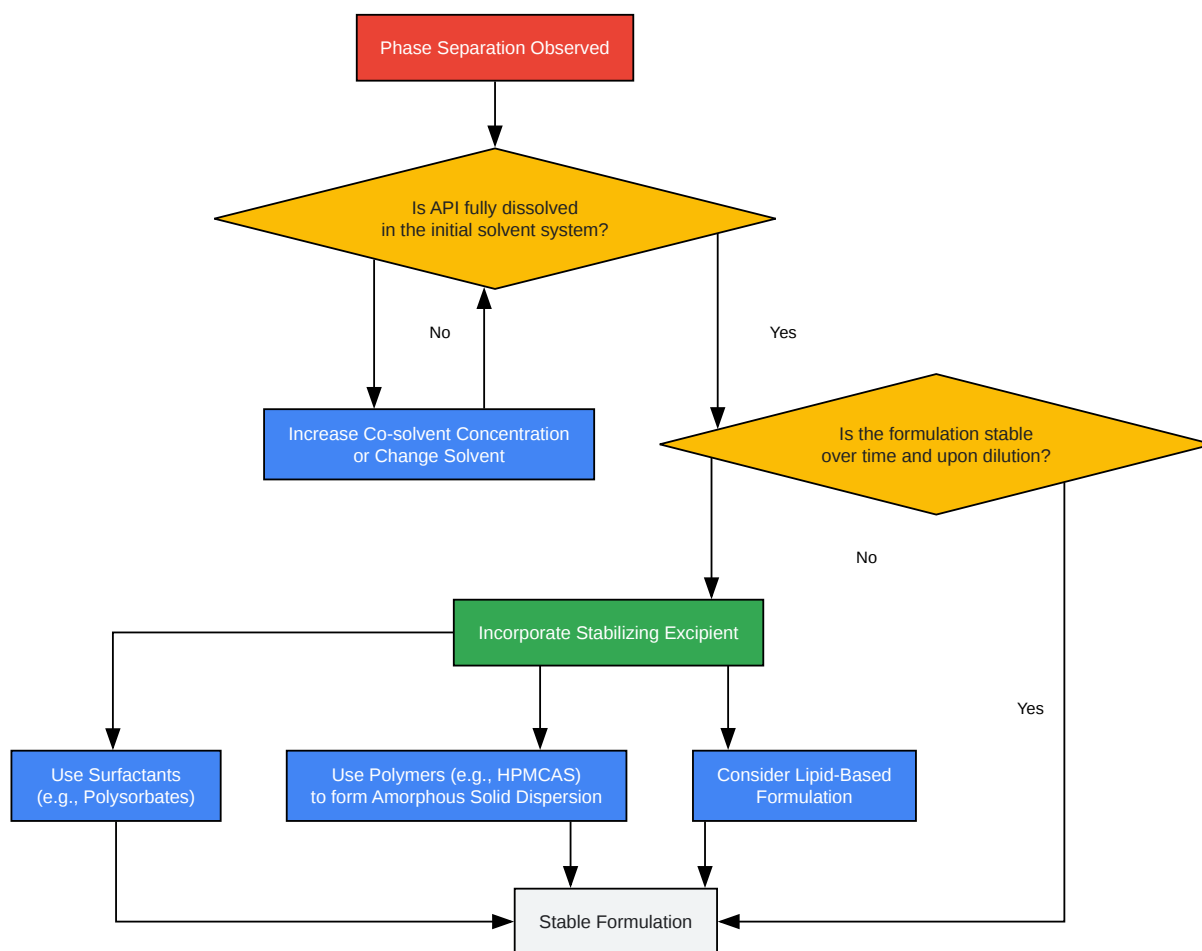 Phase Separation Observed
Is API fully dissolved
in the initial solvent system?
No
Yes
Increase Co-solvent Concentration
or Change Solvent
Is the formulation stable
over time and upon dilution?
No
Incorporate Stabilizing Excipient
Yes
Use Surfactants
(e.g., Polysorbates)
Use Polymers (e.g., HPMCAS)
to form Amorphous Solid Dispersion
Consider Lipid-Based
Formulation
Stable Formulation